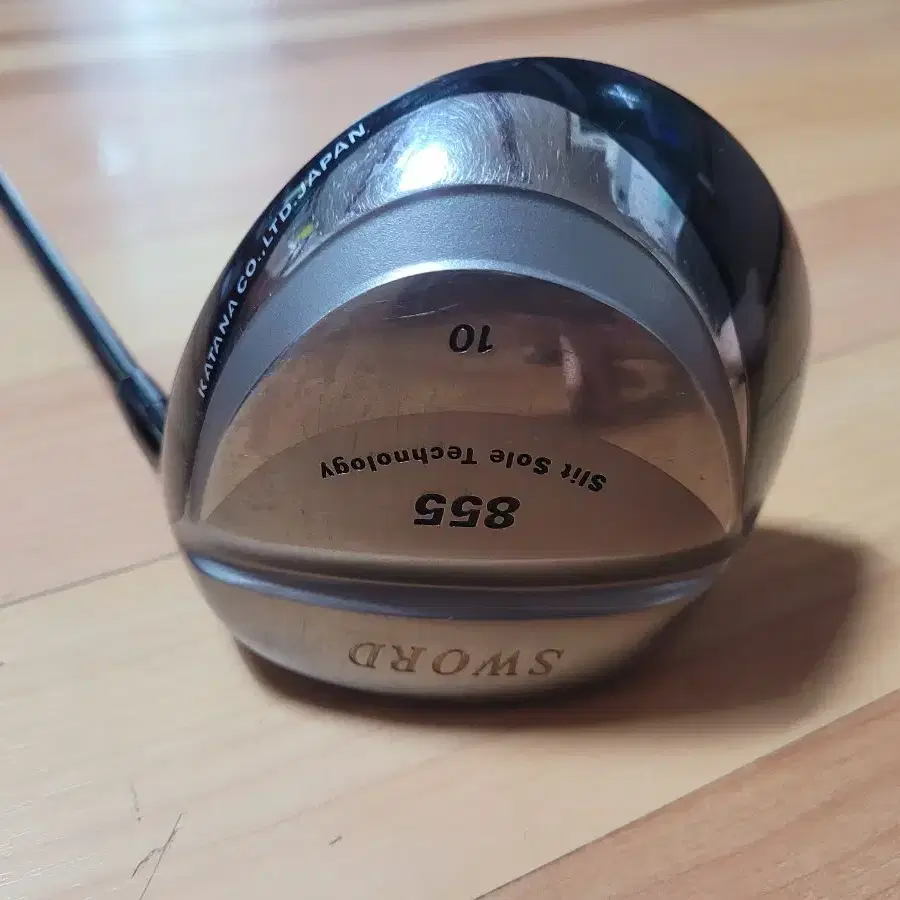 KATANA CO.,LTD.JAPAN
10
Slit Sole Technology
855
SWORD